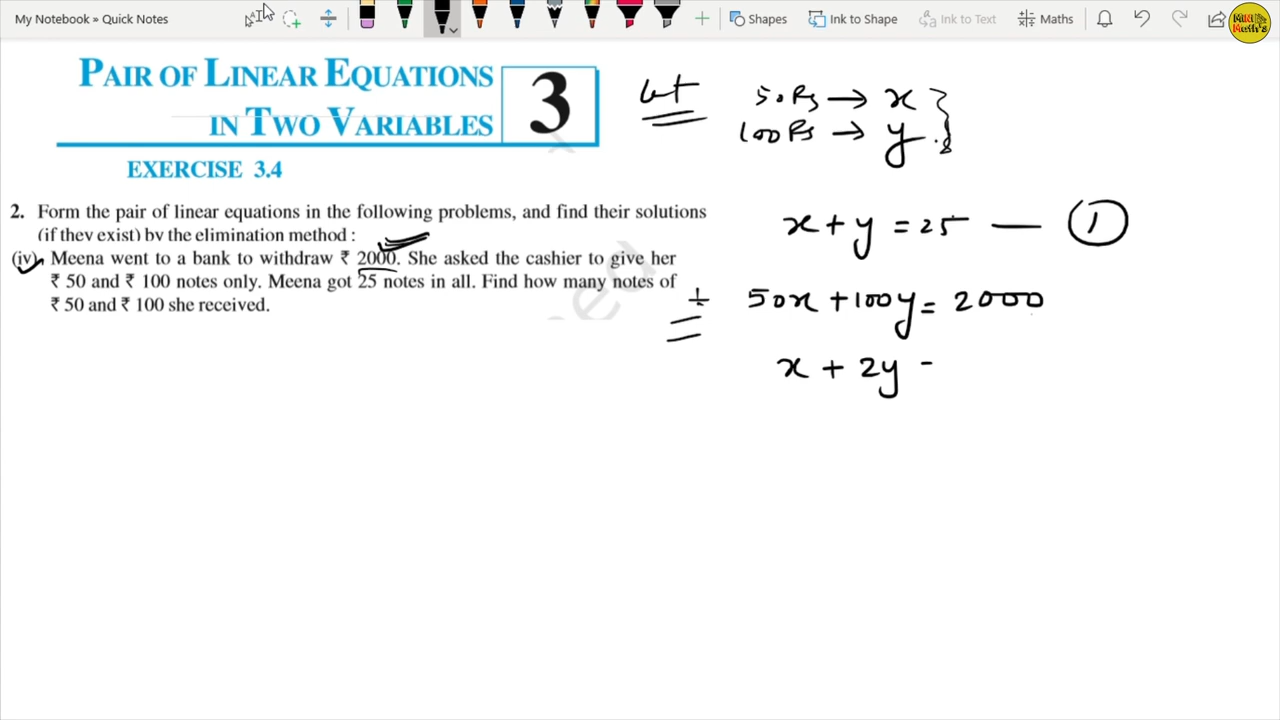 My Notebook » Quick Notes
Shapes
Ink to Shape
Ink to Text
Maths
PAIR OF LINEAR EQUATIONS
IN TWO VARIABLES
3
EXERCISE 3.4
2. Form the pair of linear equations in the following problems, and find their solutions
(if they exist) by the elimination method :
(iv) Meena went to a bank to withdraw ₹ 2000. She asked the cashier to give her
₹ 50 and ₹ 100 notes only. Meena got 25 notes in all. Find how many notes of
₹ 50 and ₹ 100 she received.
Let
50Rs → x
100Rs → y
x + y = 25 — ①
÷ 50x + 100y = 2000
x + 2y =